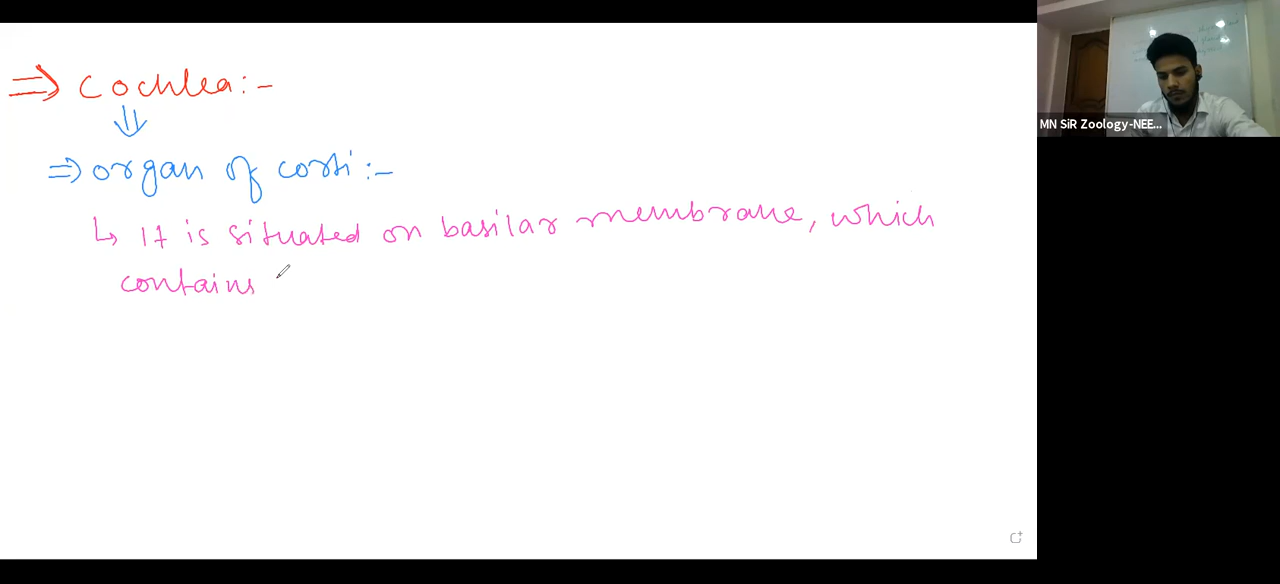 ⇒ Cochlea:-
⇒ organ of corti :-
↳ It is situated on basilar membrane, which
contains
MN SiR Zoology-NEE...